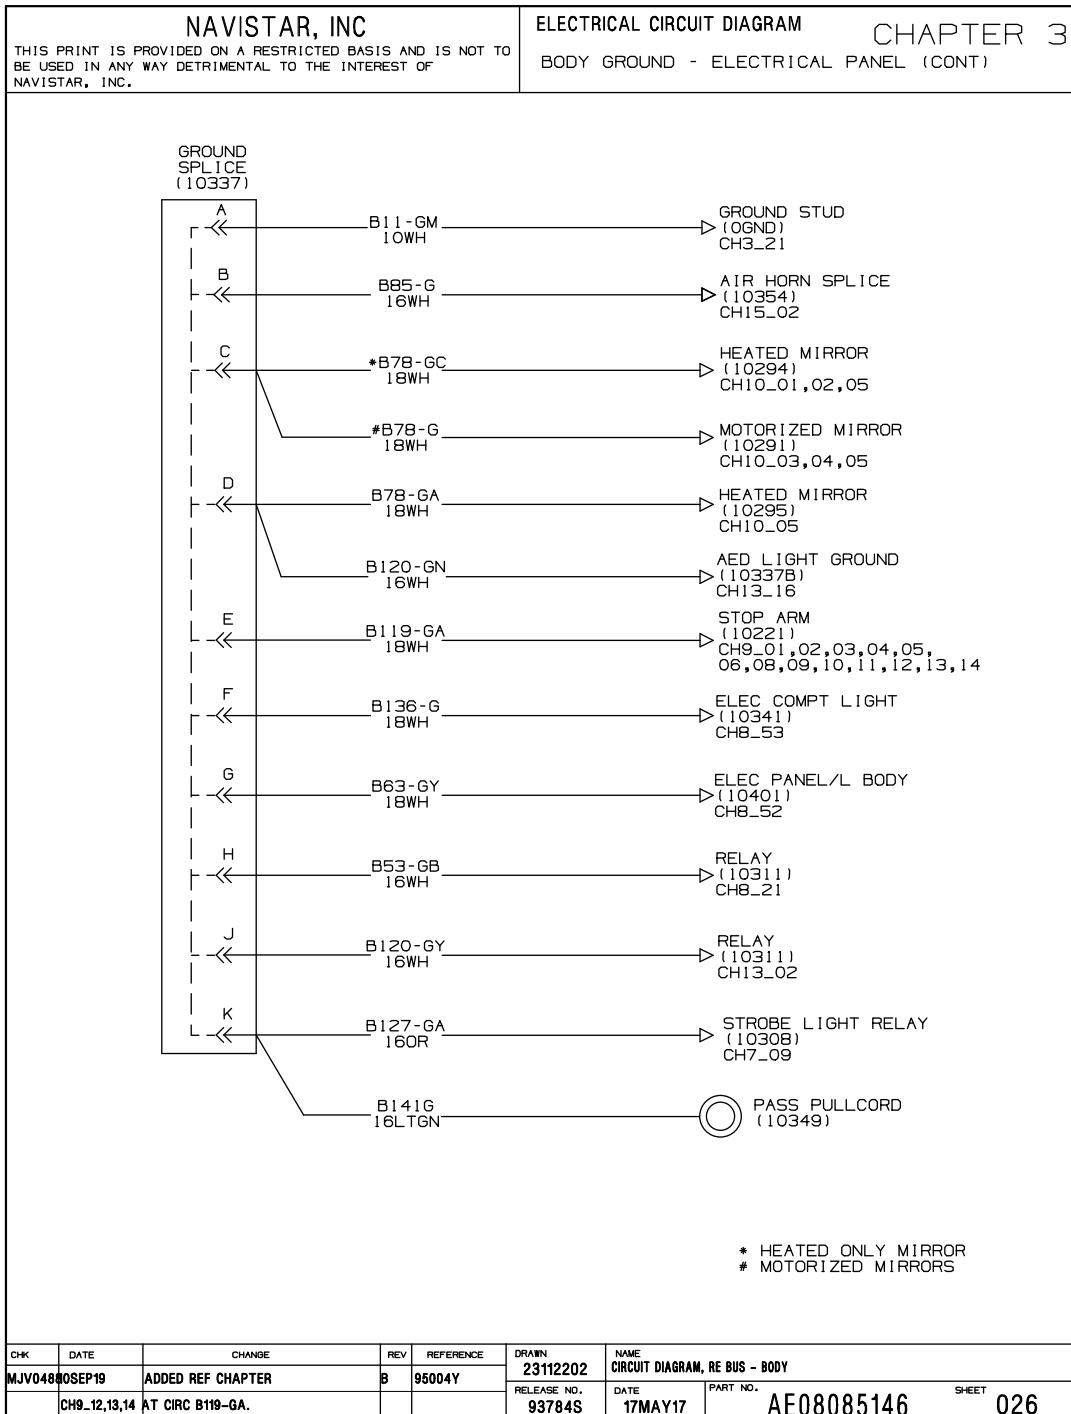 NAVISTAR, INC
THIS PRINT IS PROVIDED ON A RESTRICTED BASIS AND IS NOT TO
BE USED IN ANY WAY DETRIMENTAL TO THE INTEREST OF
NAVISTAR, INC.
ELECTRICAL CIRCUIT DIAGRAM
CHAPTER 3
BODY GROUND - ELECTRICAL PANEL (CONT)
GROUND
SPLICE
(10337)
A
B11-GM
10WH
GROUND STUD
(OGND)
CH3_21
B
B85-G
16WH
AIR HORN SPLICE
(10354)
CH15_02
C
*B78-GC
18WH
HEATED MIRROR
(10294)
CH10_01,02,05
#B78-G
18WH
MOTORIZED MIRROR
(10291)
CH10_03,04,05
D
B78-GA
18WH
HEATED MIRROR
(10295)
CH10_05
B120-GN
16WH
AED LIGHT GROUND
(10337B)
CH13_16
E
B119-GA
18WH
STOP ARM
(10221)
CH9_01,02,03,04,05,
06,08,09,10,11,12,13,14
F
B136-G
18WH
ELEC COMPT LIGHT
(10341)
CH8_53
G
B63-GY
18WH
ELEC PANEL/L BODY
(10401)
CH8_52
H
B53-GB
16WH
RELAY
(10311)
CH8_21
J
B120-GY
16WH
RELAY
(10311)
CH13_02
K
B127-GA
16OR
STROBE LIGHT RELAY
(10308)
CH7_09
B141G
16LTGN
PASS PULLCORD
(10349)
* HEATED ONLY MIRROR
# MOTORIZED MIRRORS
CHK DATE CHANGE REV REFERENCE
0SEP19 ADDED REF CHAPTER B 95004Y
CH9_12,13,14 AT CIRC B119-GA.
DRAWN
23112202
NAME
CIRCUIT DIAGRAM, RE BUS - BODY
RELEASE NO.
93784S
DATE
17MAY17
PART NO.
AE08085146
SHEET
026